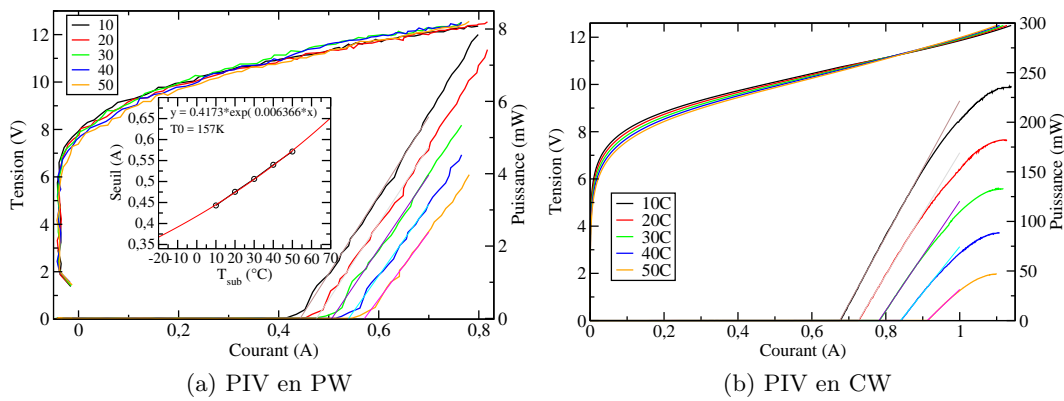 10
20
30
40
50
12
10
8
6
4
2
0
Tension (V)
0
0,2
0,4
0,6
0,8
Courant (A)
8
6
4
2
0
Puissance (mW)
y = 0.4173*exp( 0.006366*x)
T0 = 157K
0,7
0,65
0,6
0,55
0,5
0,45
0,4
0,35
Seuil (A)
-20 -10 0 10 20 30 40 50 60 70
T_sub (°C)
(a) PIV en PW
12
10
8
6
4
2
0
Tension (V)
10C
20C
30C
40C
50C
0
0,2
0,4
0,6
0,8
1
Courant (A)
300
250
200
150
100
50
0
Puissance (mW)
(b) PIV en CW